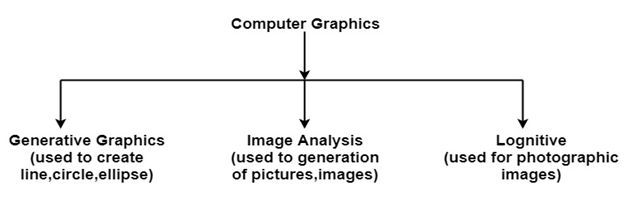 Computer Graphics
Generative Graphics
(used to create
line,circle,ellipse)
Image Analysis
(used to generation
of pictures,images)
Lognitive
(used for photographic
images)